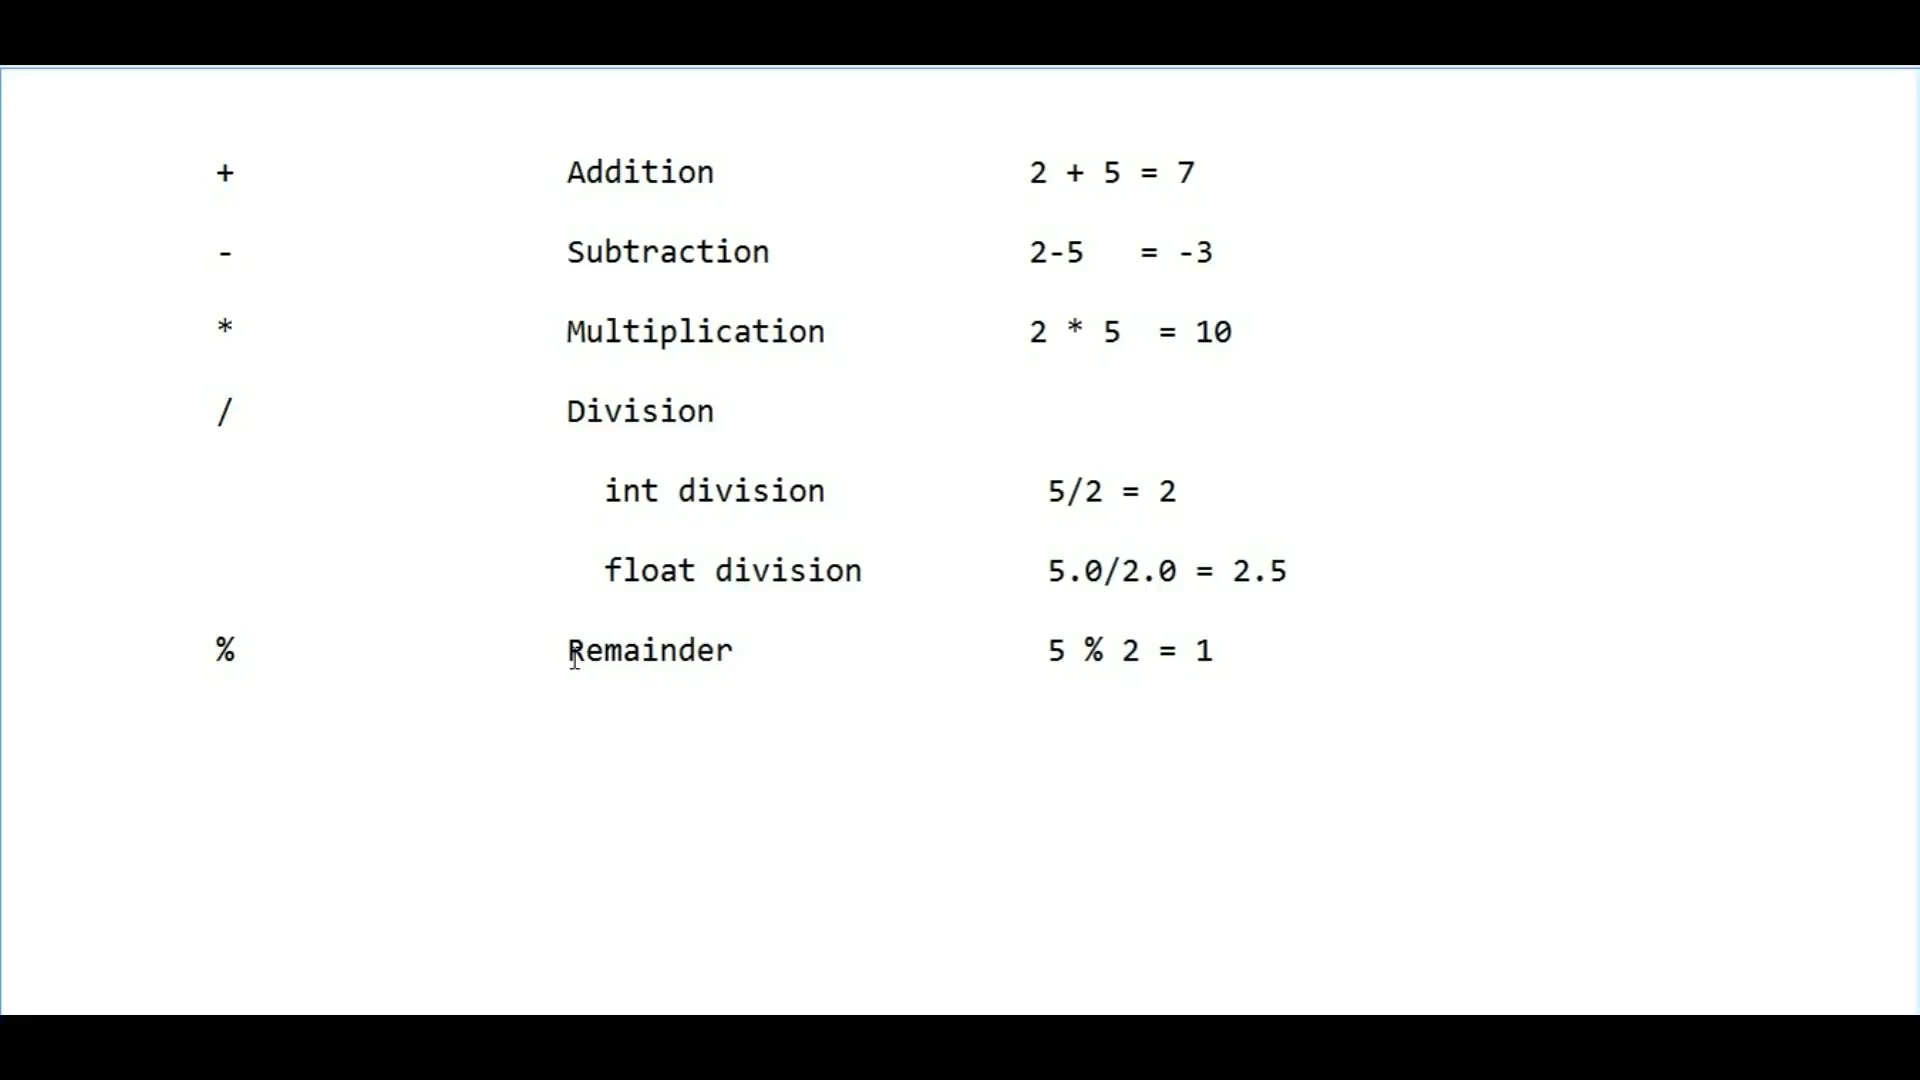 + Addition 2 + 5 = 7
- Subtraction 2-5 = -3
* Multiplication 2 * 5 = 10
/ Division
int division 5/2 = 2
float division 5.0/2.0 = 2.5
% Remainder 5 % 2 = 1